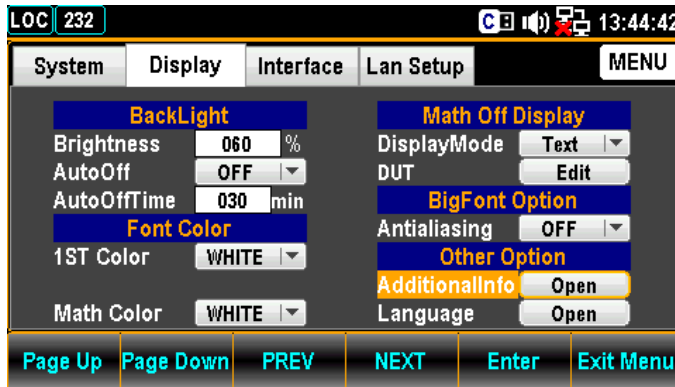 LOC 232 C 13:44:42
System Display Interface Lan Setup MENU
BackLight
Brightness 060 %
AutoOff OFF
AutoOffTime 030 min
Font Color
1ST Color WHITE
Math Color WHITE
Math Off Display
DisplayMode Text
DUT Edit
BigFont Option
Antialiasing OFF
Other Option
AdditionalInfo Open
Language Open
Page Up Page Down PREV NEXT Enter Exit Menu